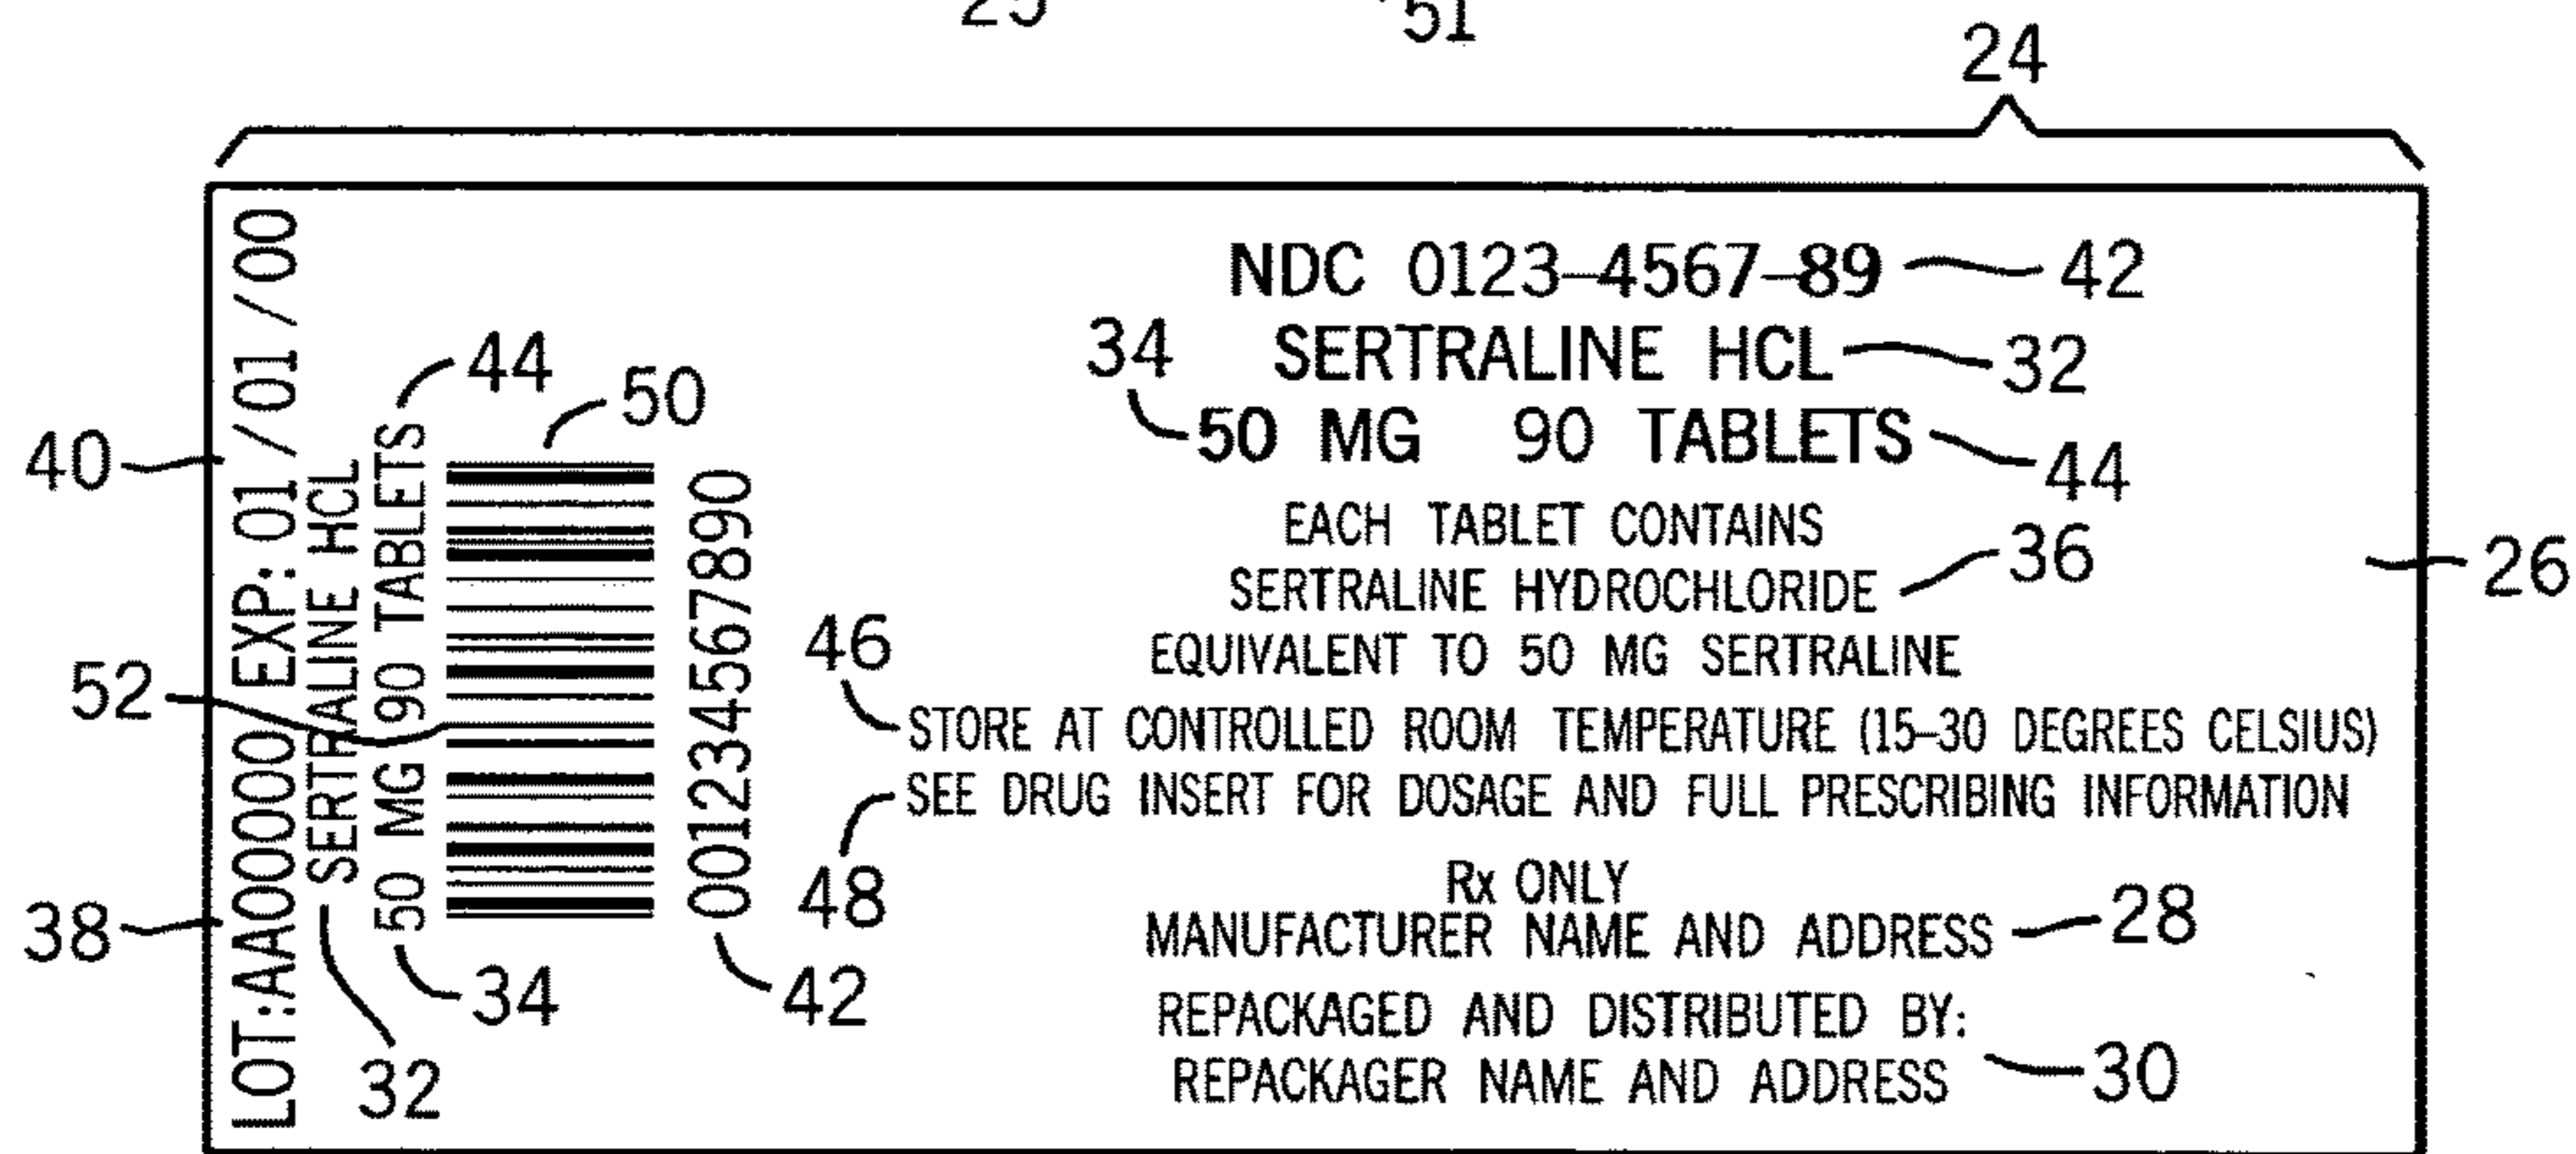 25 51
24
LOT:AA00000 EXP: 01/01/00
SERTRALINE HCL
50 MG 90 TABLETS
001234567890
40
52
38
32
34
44
50
42
NDC 0123-4567-89 42
34 SERTRALINE HCL 32
50 MG 90 TABLETS 44
EACH TABLET CONTAINS
SERTRALINE HYDROCHLORIDE 36
EQUIVALENT TO 50 MG SERTRALINE
26
46 STORE AT CONTROLLED ROOM TEMPERATURE (15-30 DEGREES CELSIUS)
48 SEE DRUG INSERT FOR DOSAGE AND FULL PRESCRIBING INFORMATION
Rx ONLY
MANUFACTURER NAME AND ADDRESS 28
REPACKAGED AND DISTRIBUTED BY:
REPACKAGER NAME AND ADDRESS 30